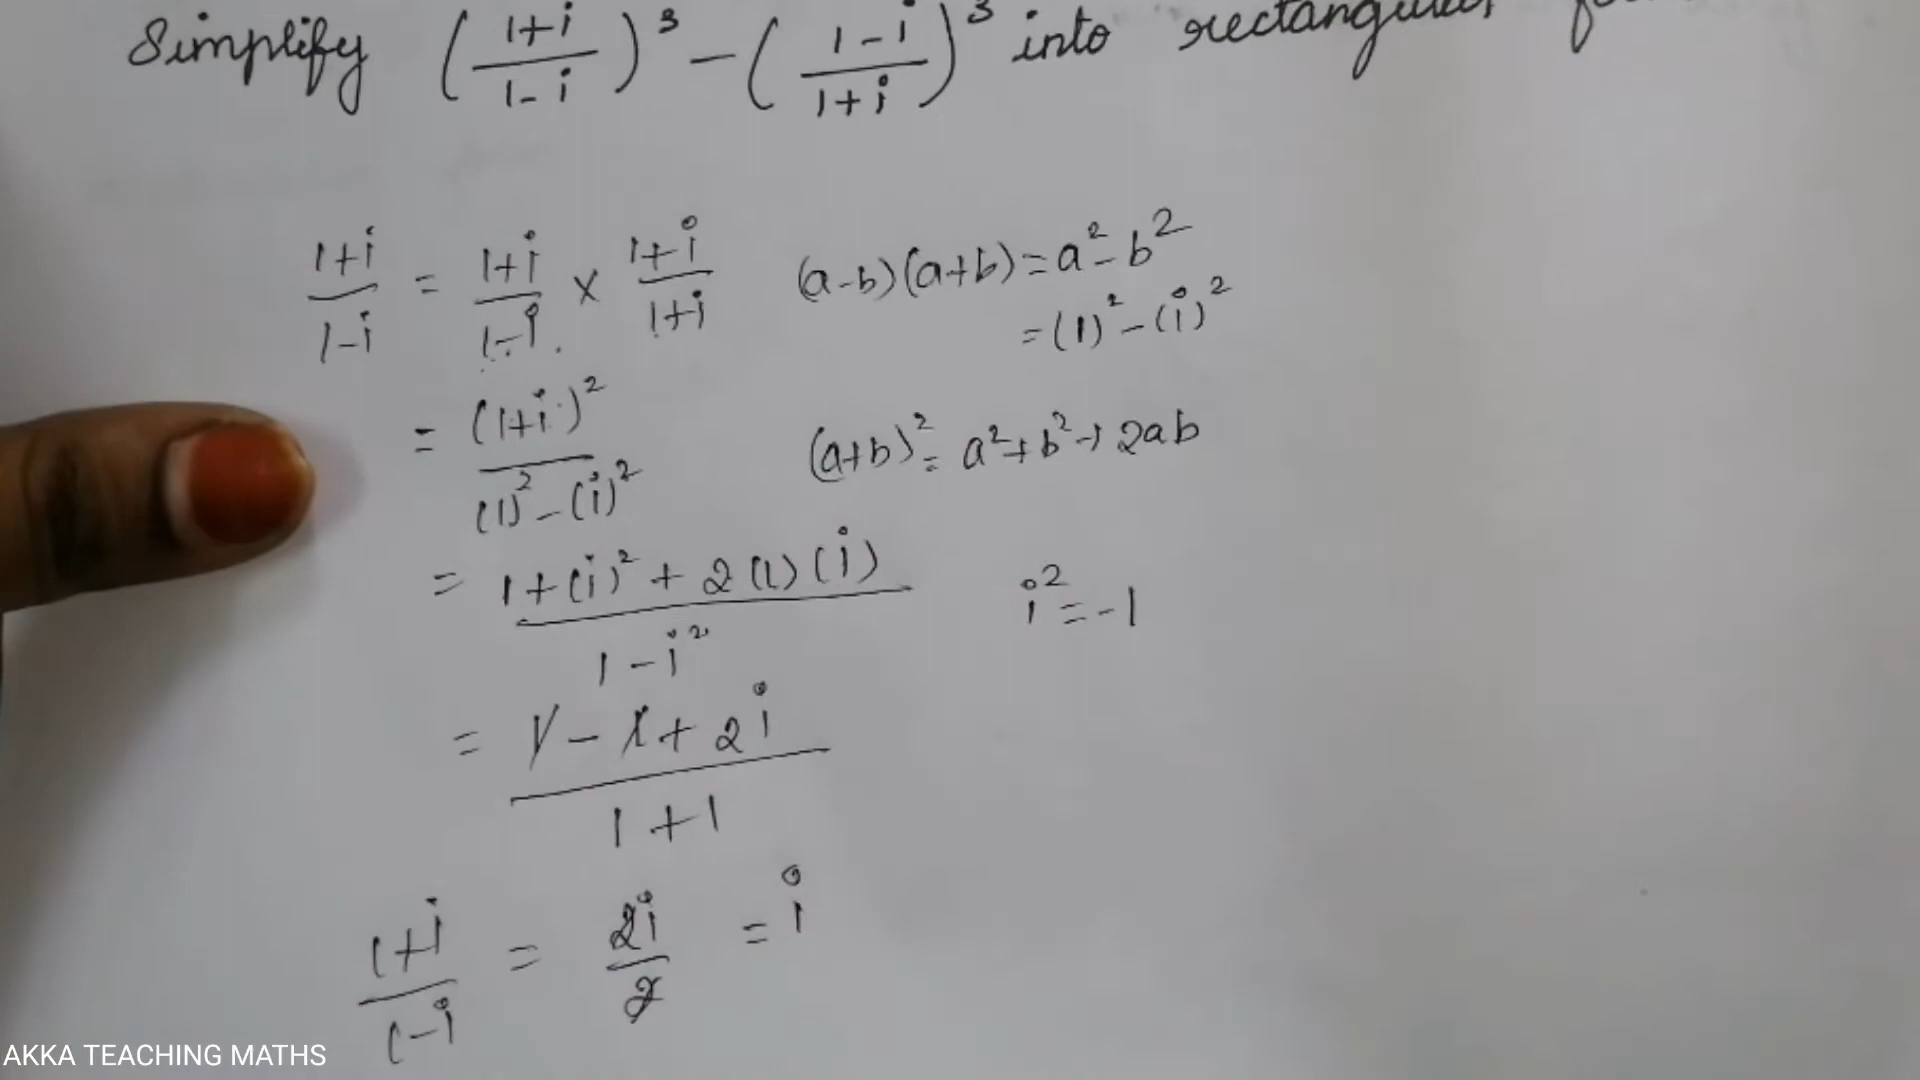 Simplify (1+i/1-i)³ - (1-i/1+i)³ into rectangular
1+i/1-i = 1+i/1-i × 1+i/1+i
(a-b)(a+b) = a² - b²
= (1)² - (i)²
= (1+i)²/(1)² - (i)²
(a+b)² = a² + b² + 2ab
= 1+(i)² + 2(1)(i)/1-i²
i² = -1
= 1 - 1 + 2i/1+1
1+i/1-i = 2i/2 = i
AKKA TEACHING MATHS